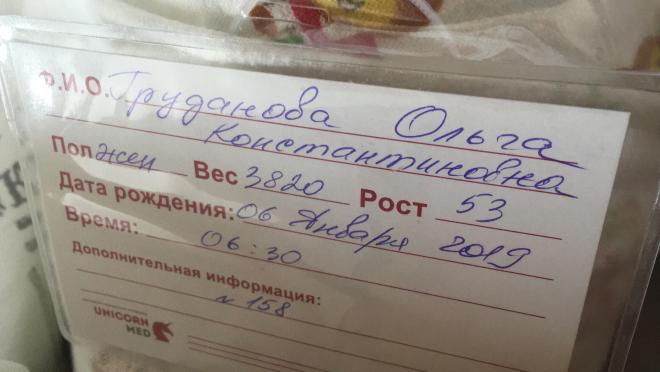 Ф.И.О. Груданова Ольга
Константиновна
Пол жен Вес 3820 Рост 53
Дата рождения: 06 Января 2019
Время: 06:30
Дополнительная информация:
N 158
UNICORN
MED